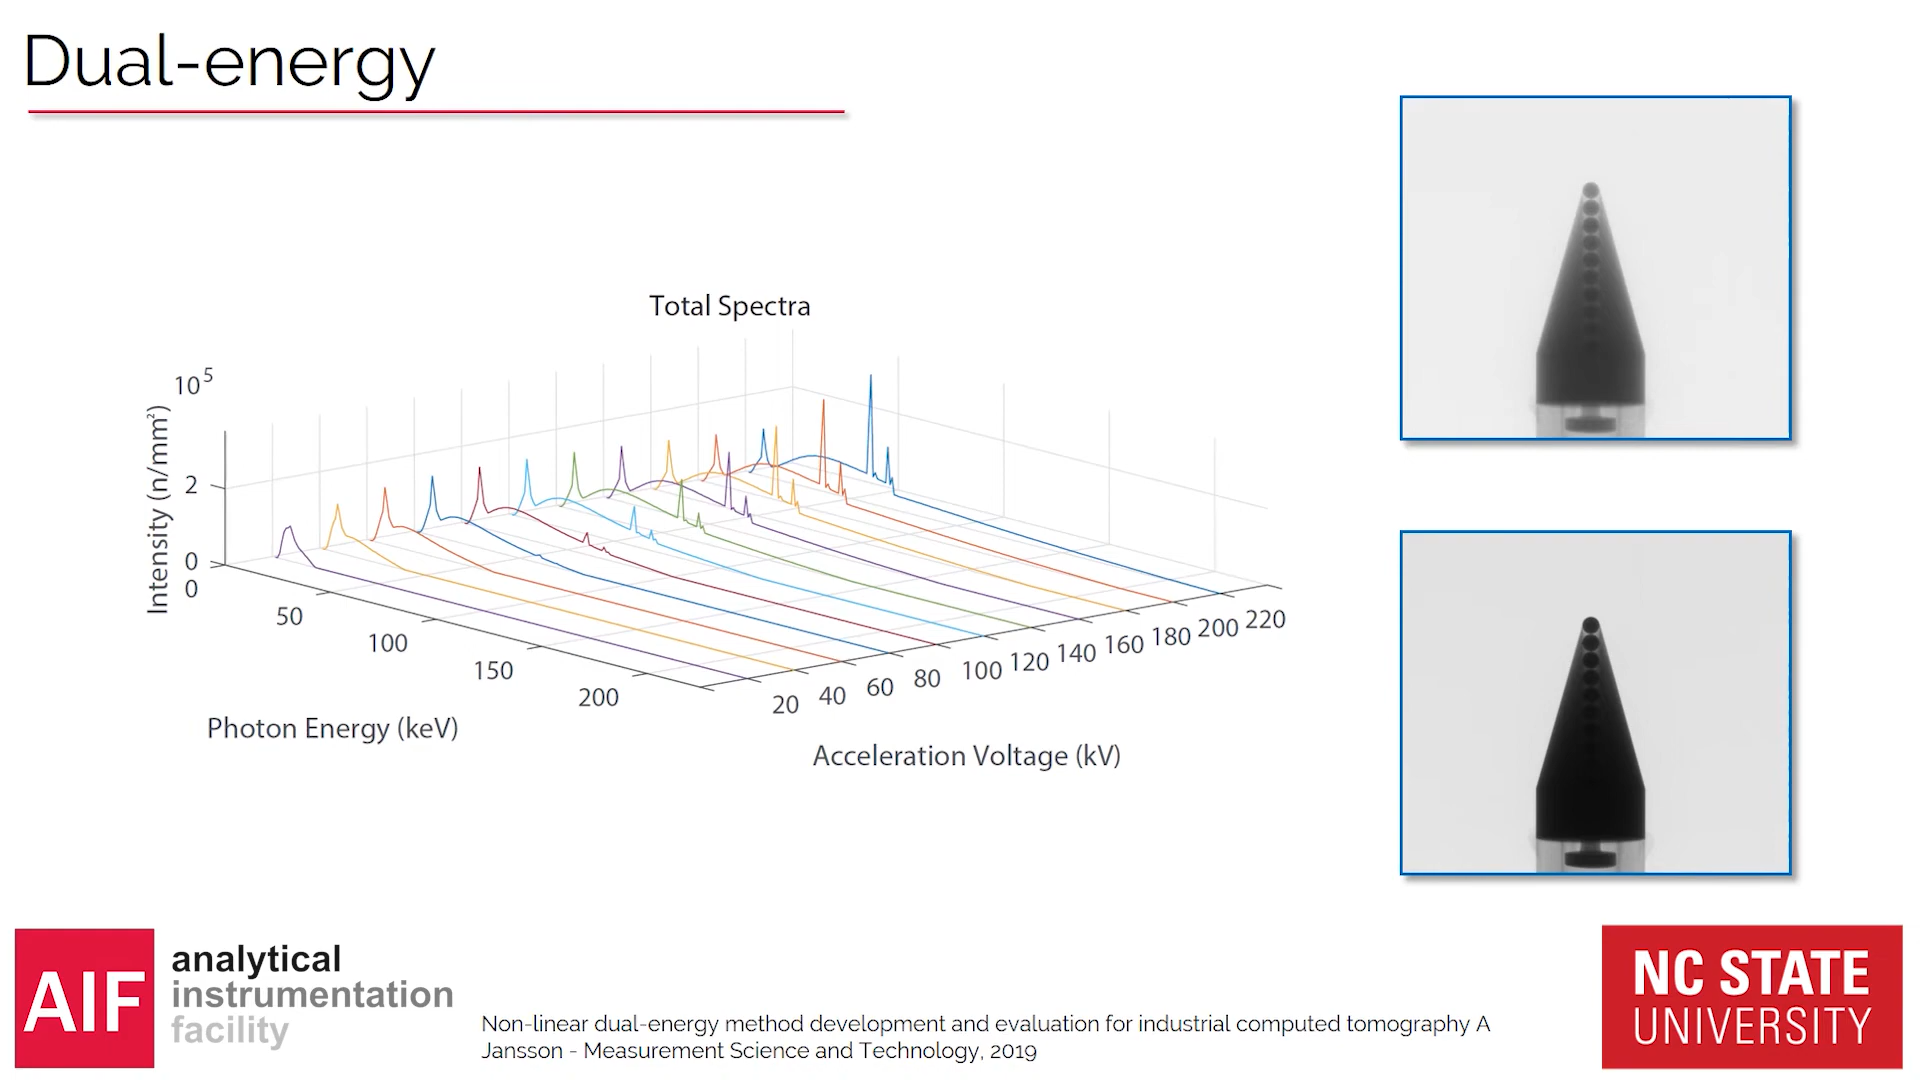 Dual-energy
Total Spectra
10⁵
2
0
Intensity (n/mm²)
0
50
100
150
200
Photon Energy (keV)
20
40
60
80
100
120
140
160
180
200
220
Acceleration Voltage (kV)
AIF
analytical
instrumentation
facility
Non-linear dual-energy method development and evaluation for industrial computed tomography A
Jansson - Measurement Science and Technology, 2019
NC STATE
UNIVERSITY